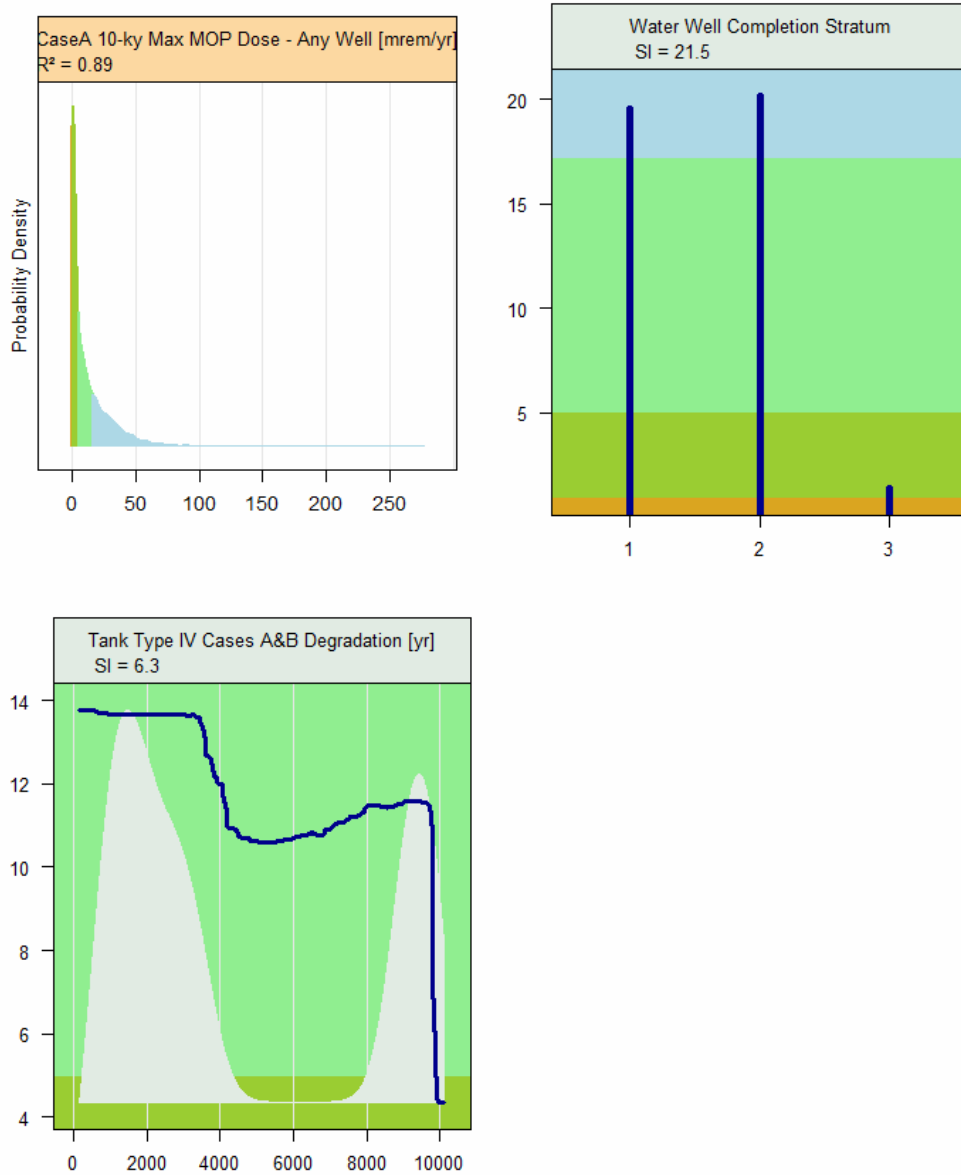 CaseA 10-ky Max MOP Dose - Any Well [mrem/yr]
R² = 0.89
Probability Density
0 50 100 150 200 250
Water Well Completion Stratum
SI = 21.5
20
15
10
5
1 2 3
Tank Type IV Cases A&B Degradation [yr]
SI = 6.3
14
12
10
8
6
4
0 2000 4000 6000 8000 10000